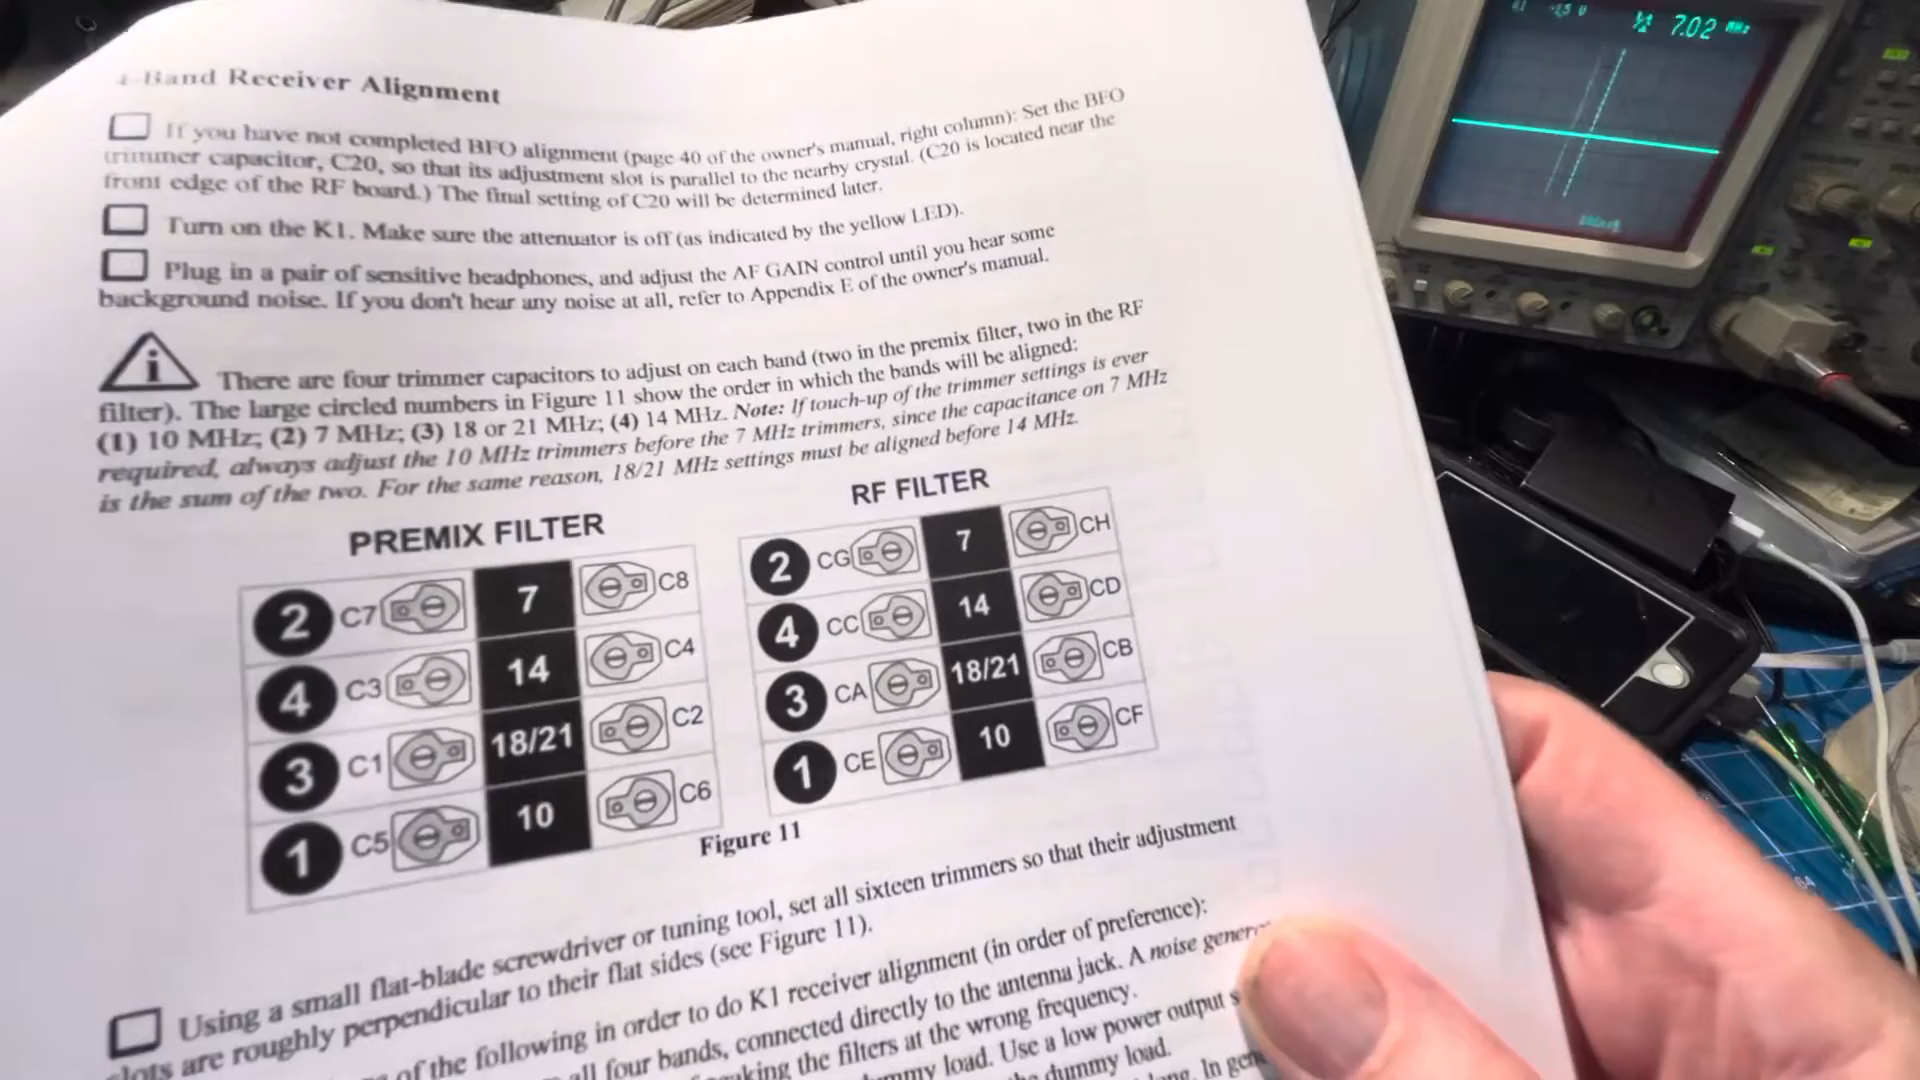 -Band Receiver Alignment
If you have not completed BFO alignment (page 40 of the owner's manual, right column): Set the BFO
trimmer capacitor, C20, so that its adjustment slot is parallel to the nearby crystal. (C20 is located near the
front edge of the RF board.) The final setting of C20 will be determined later.
Turn on the K1. Make sure the attenuator is off (as indicated by the yellow LED).
Plug in a pair of sensitive headphones, and adjust the AF GAIN control until you hear some
background noise. If you don't hear any noise at all, refer to Appendix E of the owner's manual.
i There are four trimmer capacitors to adjust on each band (two in the premix filter, two in the RF
filter). The large circled numbers in Figure 11 show the order in which the bands will be aligned:
(1) 10 MHz; (2) 7 MHz; (3) 18 or 21 MHz; (4) 14 MHz. Note: If touch-up of the trimmer settings is ever
required, always adjust the 10 MHz trimmers before the 7 MHz trimmers, since the capacitance on 7 MHz
is the sum of the two. For the same reason, 18/21 MHz settings must be aligned before 14 MHz.
PREMIX FILTER
2 C7 7 C8
4 C3 14 C4
3 C1 18/21 C2
1 C5 10 C6
RF FILTER
2 CG 7 CH
4 CC 14 CD
3 CA 18/21 CB
1 CE 10 CF
Figure 11
Using a small flat-blade screwdriver or tuning tool, set all sixteen trimmers so that their adjustment
slots are roughly perpendicular to their flat sides (see Figure 11).
of the following in order to do K1 receiver alignment (in order of preference):
all four bands, connected directly to the antenna jack. A noise
the filters at the wrong frequency.
load. Use a low power output
dummy load.
In
7.02 MHz
64